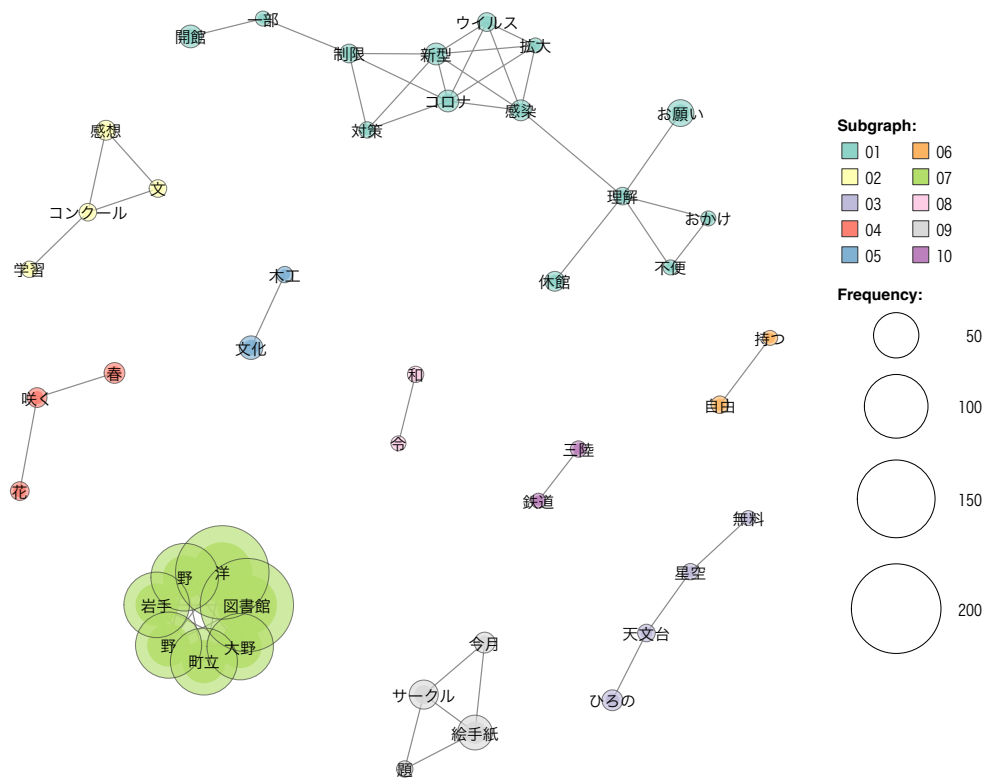 開館
一部
制限
新型
ウイルス
拡大
コロナ
感染
対策
お願い
理解
おかけ
不便
休館
感想
文
コンクール
学習
木工
文化
春
咲く
花
和
令
持つ
自由
三陸
鉄道
無料
星空
天文台
ひろの
野
洋
岩手
図書館
野
町立
大野
今月
サークル
絵手紙
題
Subgraph:
01
02
03
04
05
06
07
08
09
10
Frequency:
50
100
150
200